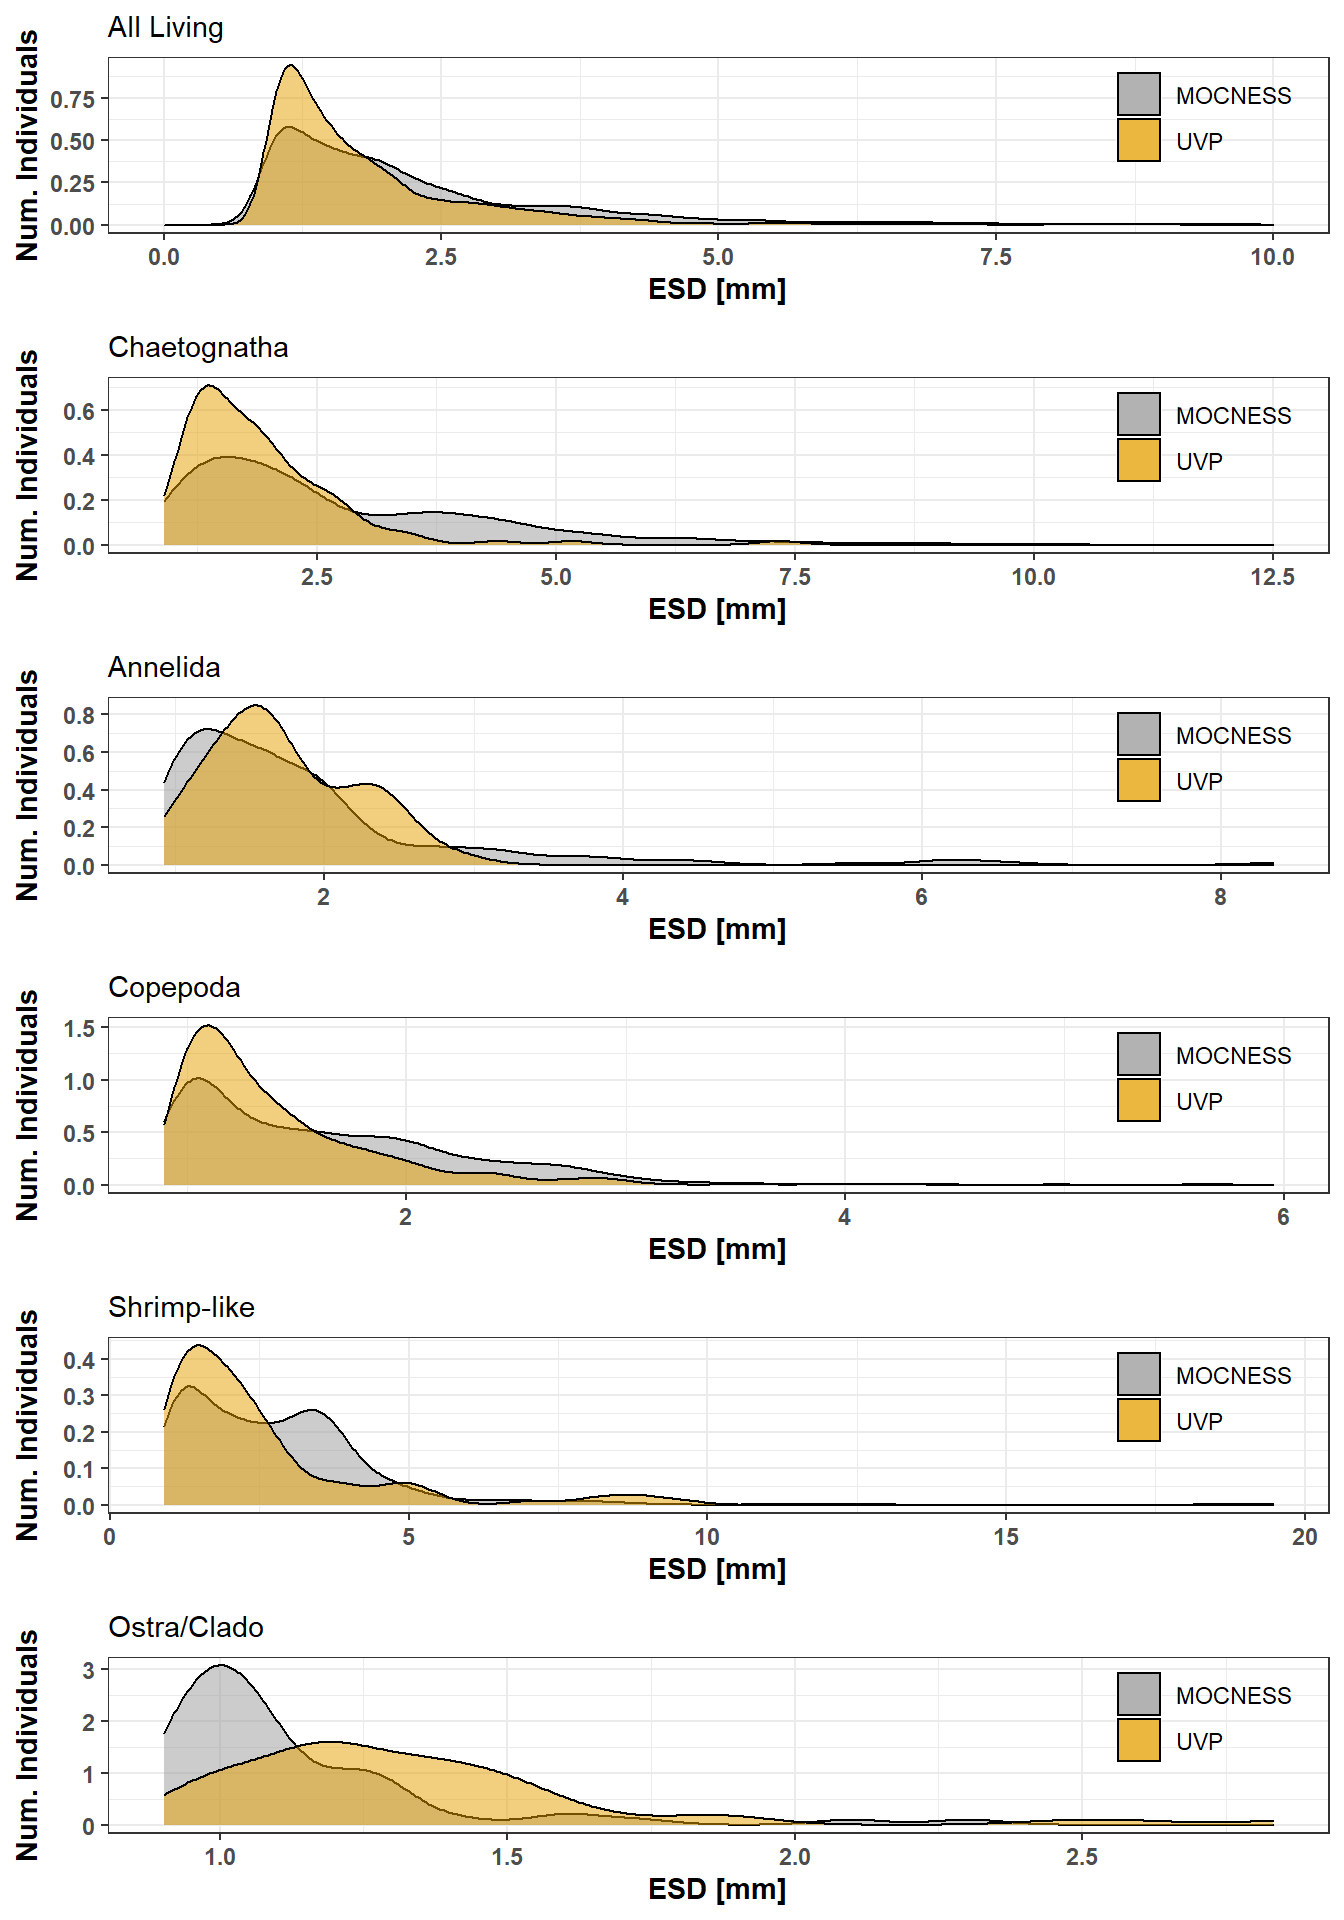 All Living
Num. Individuals
0.75
0.50
0.25
0.00
MOCNESS
UVP
0.0 2.5 5.0 7.5 10.0
ESD [mm]
Chaetognatha
Num. Individuals
0.6
0.4
0.2
0.0
MOCNESS
UVP
2.5 5.0 7.5 10.0 12.5
ESD [mm]
Annelida
Num. Individuals
0.8
0.6
0.4
0.2
0.0
MOCNESS
UVP
2 4 6 8
ESD [mm]
Copepoda
Num. Individuals
1.5
1.0
0.5
0.0
MOCNESS
UVP
2 4 6
ESD [mm]
Shrimp-like
Num. Individuals
0.4
0.3
0.2
0.1
0.0
MOCNESS
UVP
0 5 10 15 20
ESD [mm]
Ostra/Clado
Num. Individuals
3
2
1
0
MOCNESS
UVP
1.0 1.5 2.0 2.5
ESD [mm]